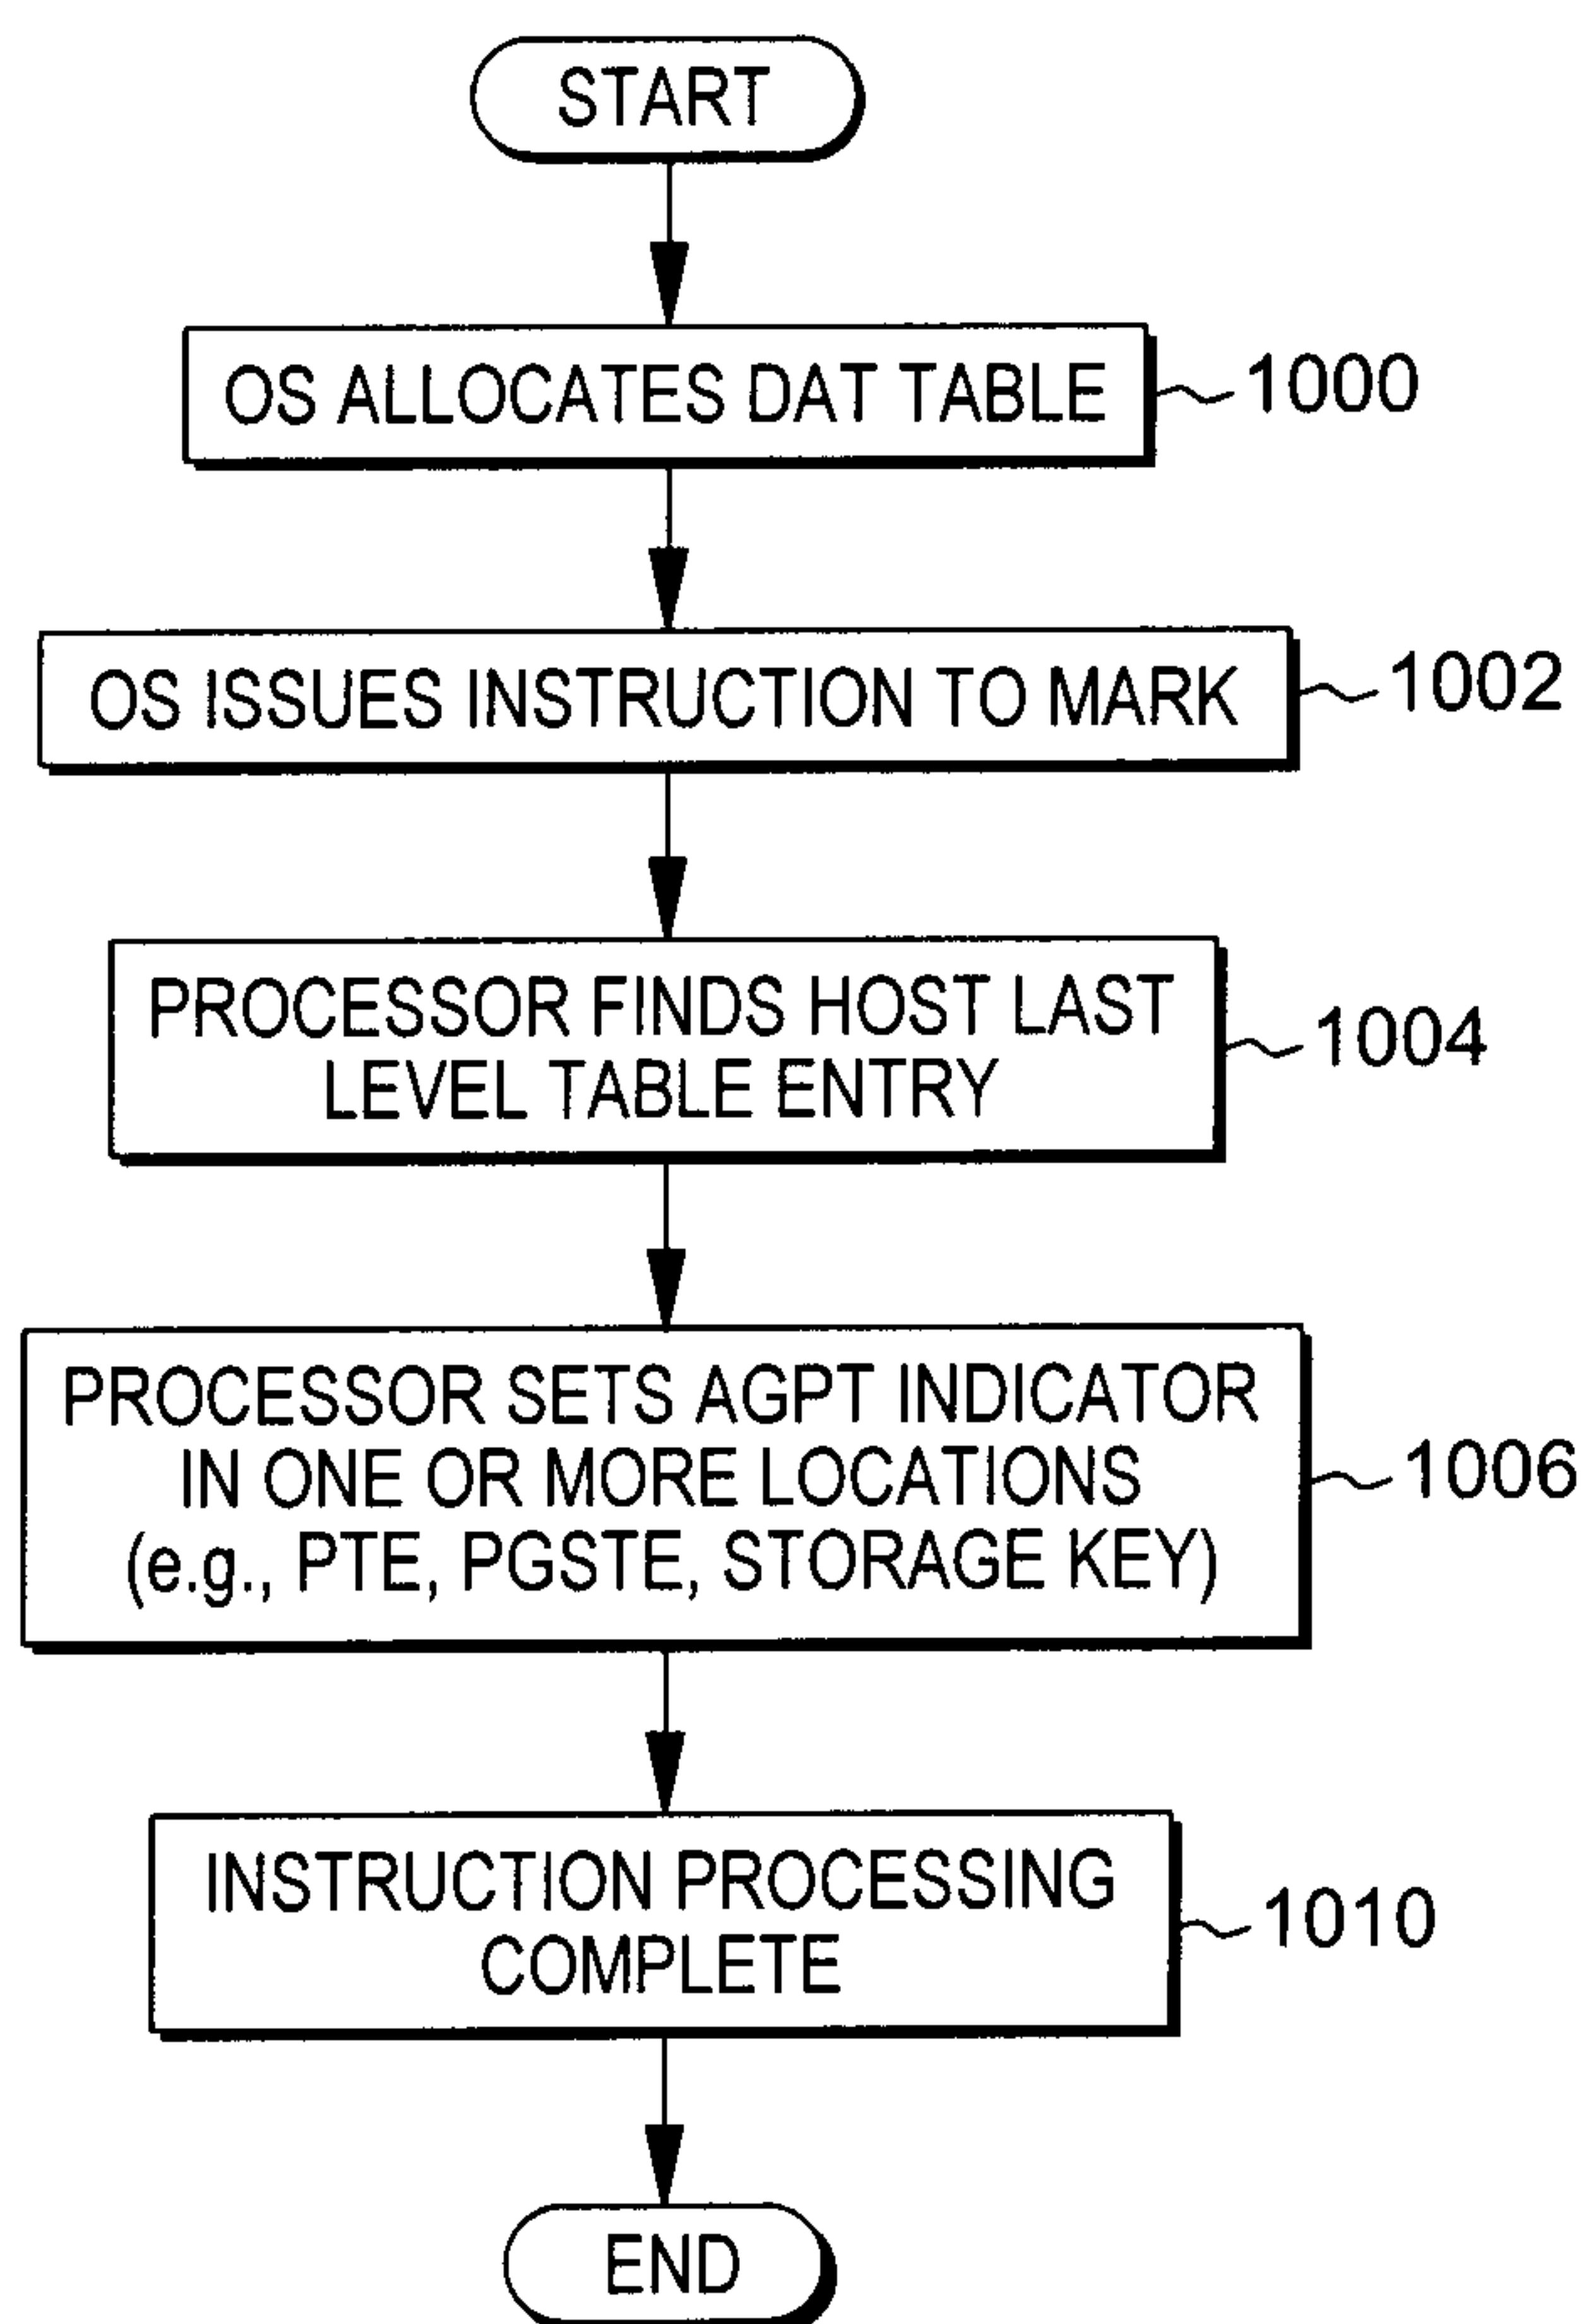 START
OS ALLOCATES DAT TABLE
1000
OS ISSUES INSTRUCTION TO MARK
1002
PROCESSOR FINDS HOST LAST
LEVEL TABLE ENTRY
1004
PROCESSOR SETS AGPT INDICATOR
IN ONE OR MORE LOCATIONS
(e.g., PTE, PGSTE, STORAGE KEY)
1006
INSTRUCTION PROCESSING
COMPLETE
1010
END